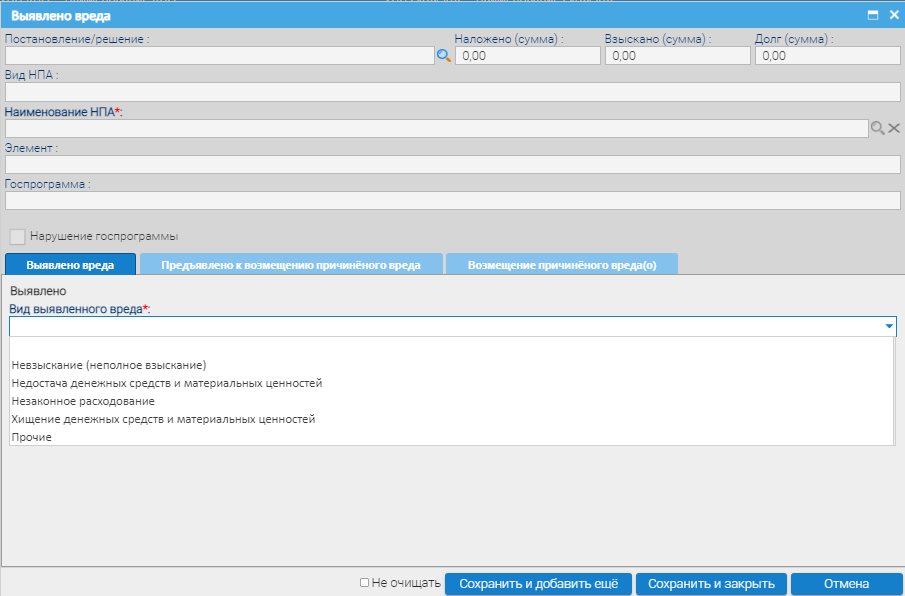 Выявлено вреда
Постановление/решение :
Наложено (сумма) :
Взыскано (сумма) :
Долг (сумма) :
0,00
0,00
0,00
Вид НПА :
Наименование НПА*:
Элемент :
Госпрограмма :
Нарушение госпрограммы
Выявлено вреда
Предъявлено к возмещению причинёного вреда
Возмещение причинёного вреда(о)
Выявлено
Вид выявленного вреда*:
Невзыскание (неполное взыскание)
Недостача денежных средств и материальных ценностей
Незаконное расходование
Хищение денежных средств и материальных ценностей
Прочие
Не очищать
Сохранить и добавить ещё
Сохранить и закрыть
Отмена